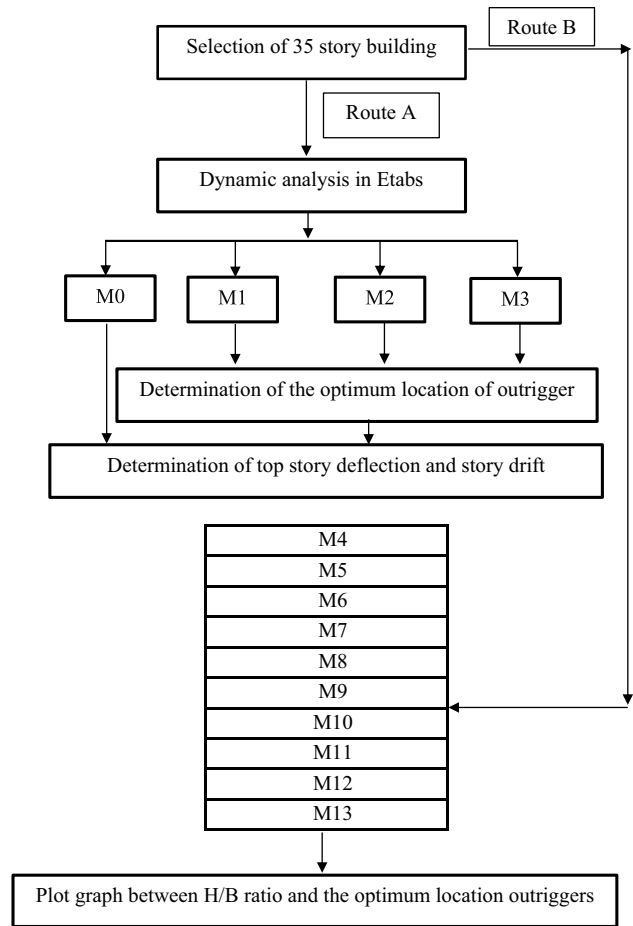 Selection of 35 story building
Route B
Route A
Dynamic analysis in Etabs
M0
M1
M2
M3
Determination of the optimum location of outrigger
Determination of top story deflection and story drift
M4
M5
M6
M7
M8
M9
M10
M11
M12
M13
Plot graph between H/B ratio and the optimum location outriggers